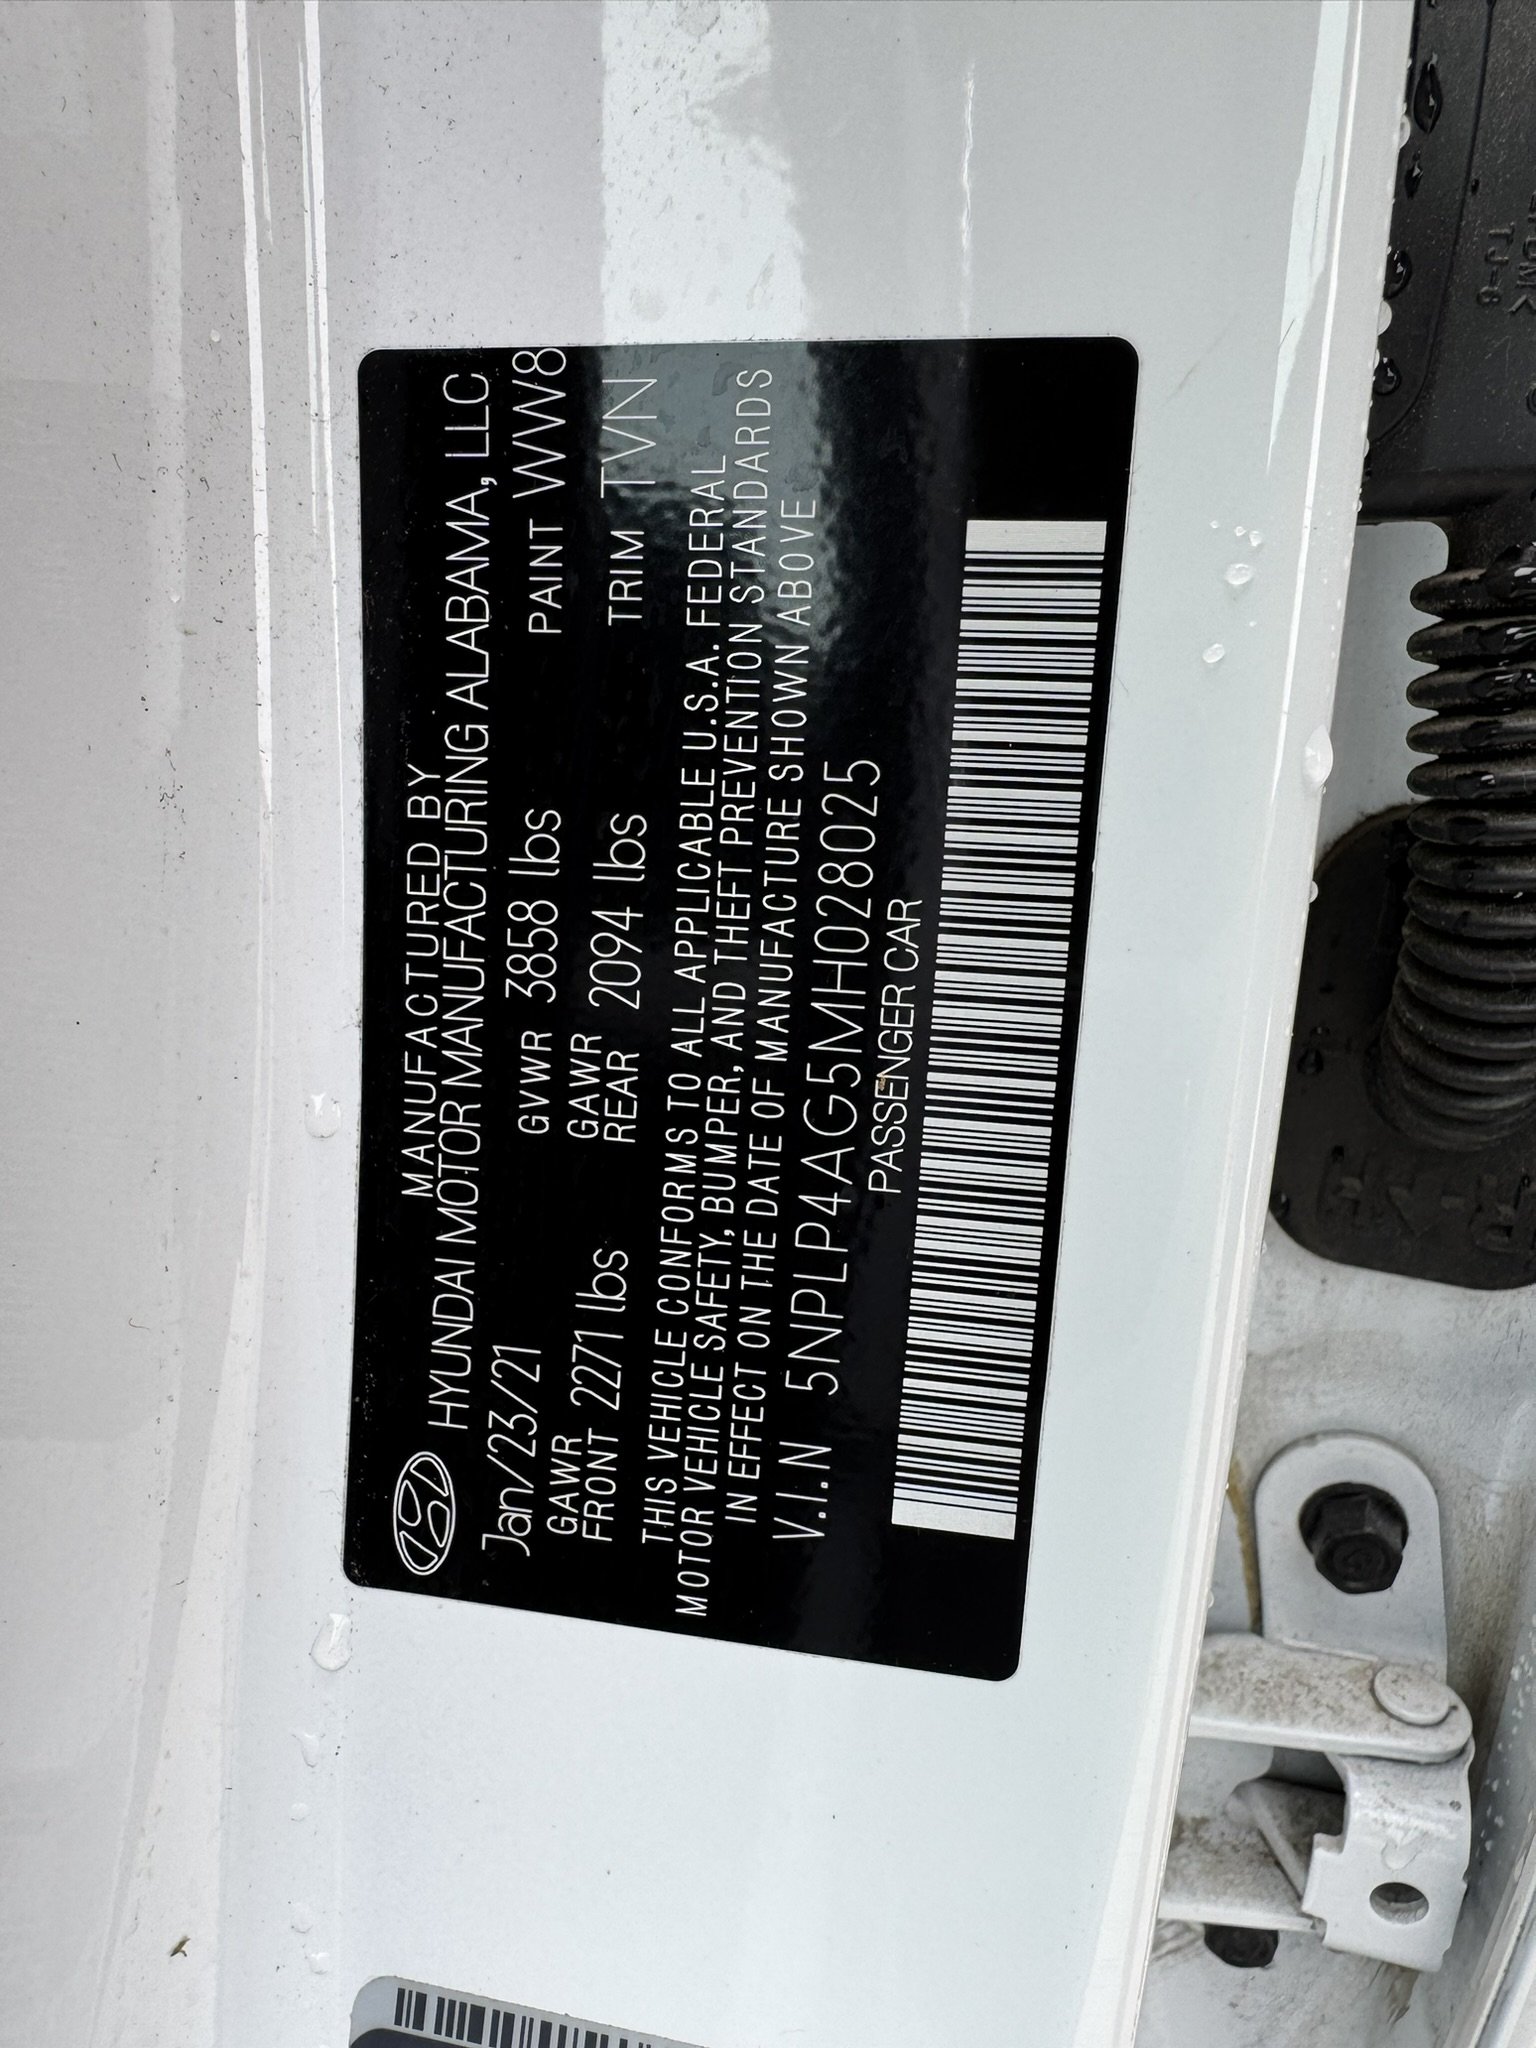 MANUFACTURED BY
HYUNDAI MOTOR MANUFACTURING ALABAMA, LLC
Jan/23/21 GVWR 3858 lbs PAINT WW8
GAWR FRONT 2271 lbs GAWR REAR 2094 lbs TRIM TVN
THIS VEHICLE CONFORMS TO ALL APPLICABLE U.S.A. FEDERAL
MOTOR VEHICLE SAFETY, BUMPER, AND THEFT PREVENTION STANDARDS
IN EFFECT ON THE DATE OF MANUFACTURE SHOWN ABOVE
V.I.N 5NPLP4AG5MH028025
PASSENGER CAR
TJ-6